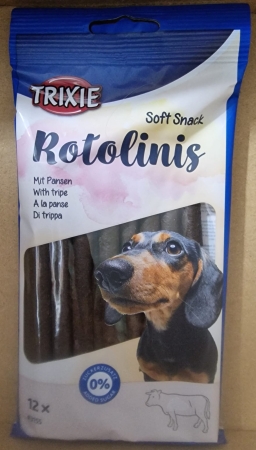 TRIXIE
Soft Snack
Rotolinis
Mit Pansen
With tripe
A la panse
Di trippa
0%
12 x